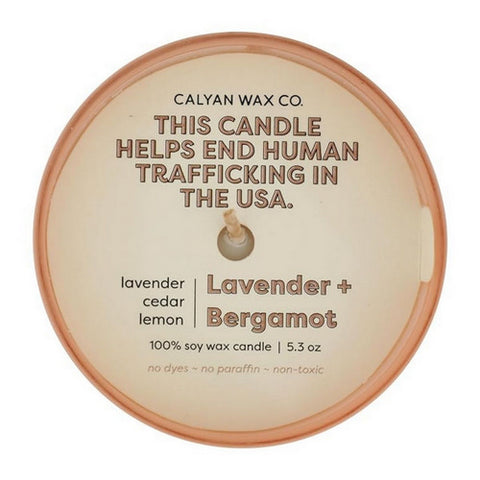 CALYAN WAX CO.
THIS CANDLE
HELPS END HUMAN
TRAFFICKING IN
THE USA.
lavender
cedar
lemon
Lavender +
Bergamot
100% soy wax candle | 5.3 oz
no dyes ~ no paraffin ~ non-toxic